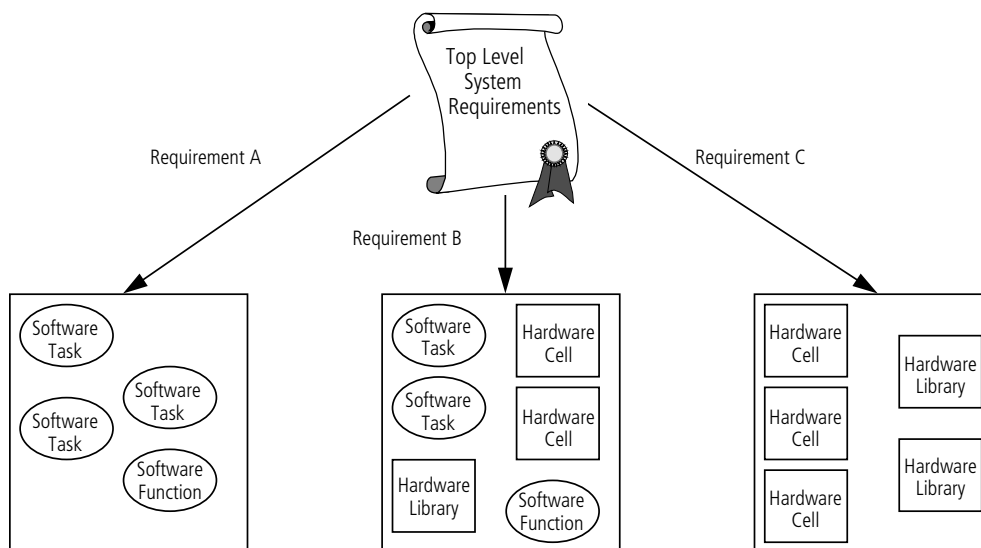 Top Level
System
Requirements
Requirement A
Requirement C
Requirement B
Software
Task
Software
Task
Software
Task
Software
Function
Software
Task
Hardware
Cell
Software
Task
Hardware
Cell
Hardware
Library
Software
Function
Hardware
Cell
Hardware
Library
Hardware
Cell
Hardware
Library
Hardware
Cell